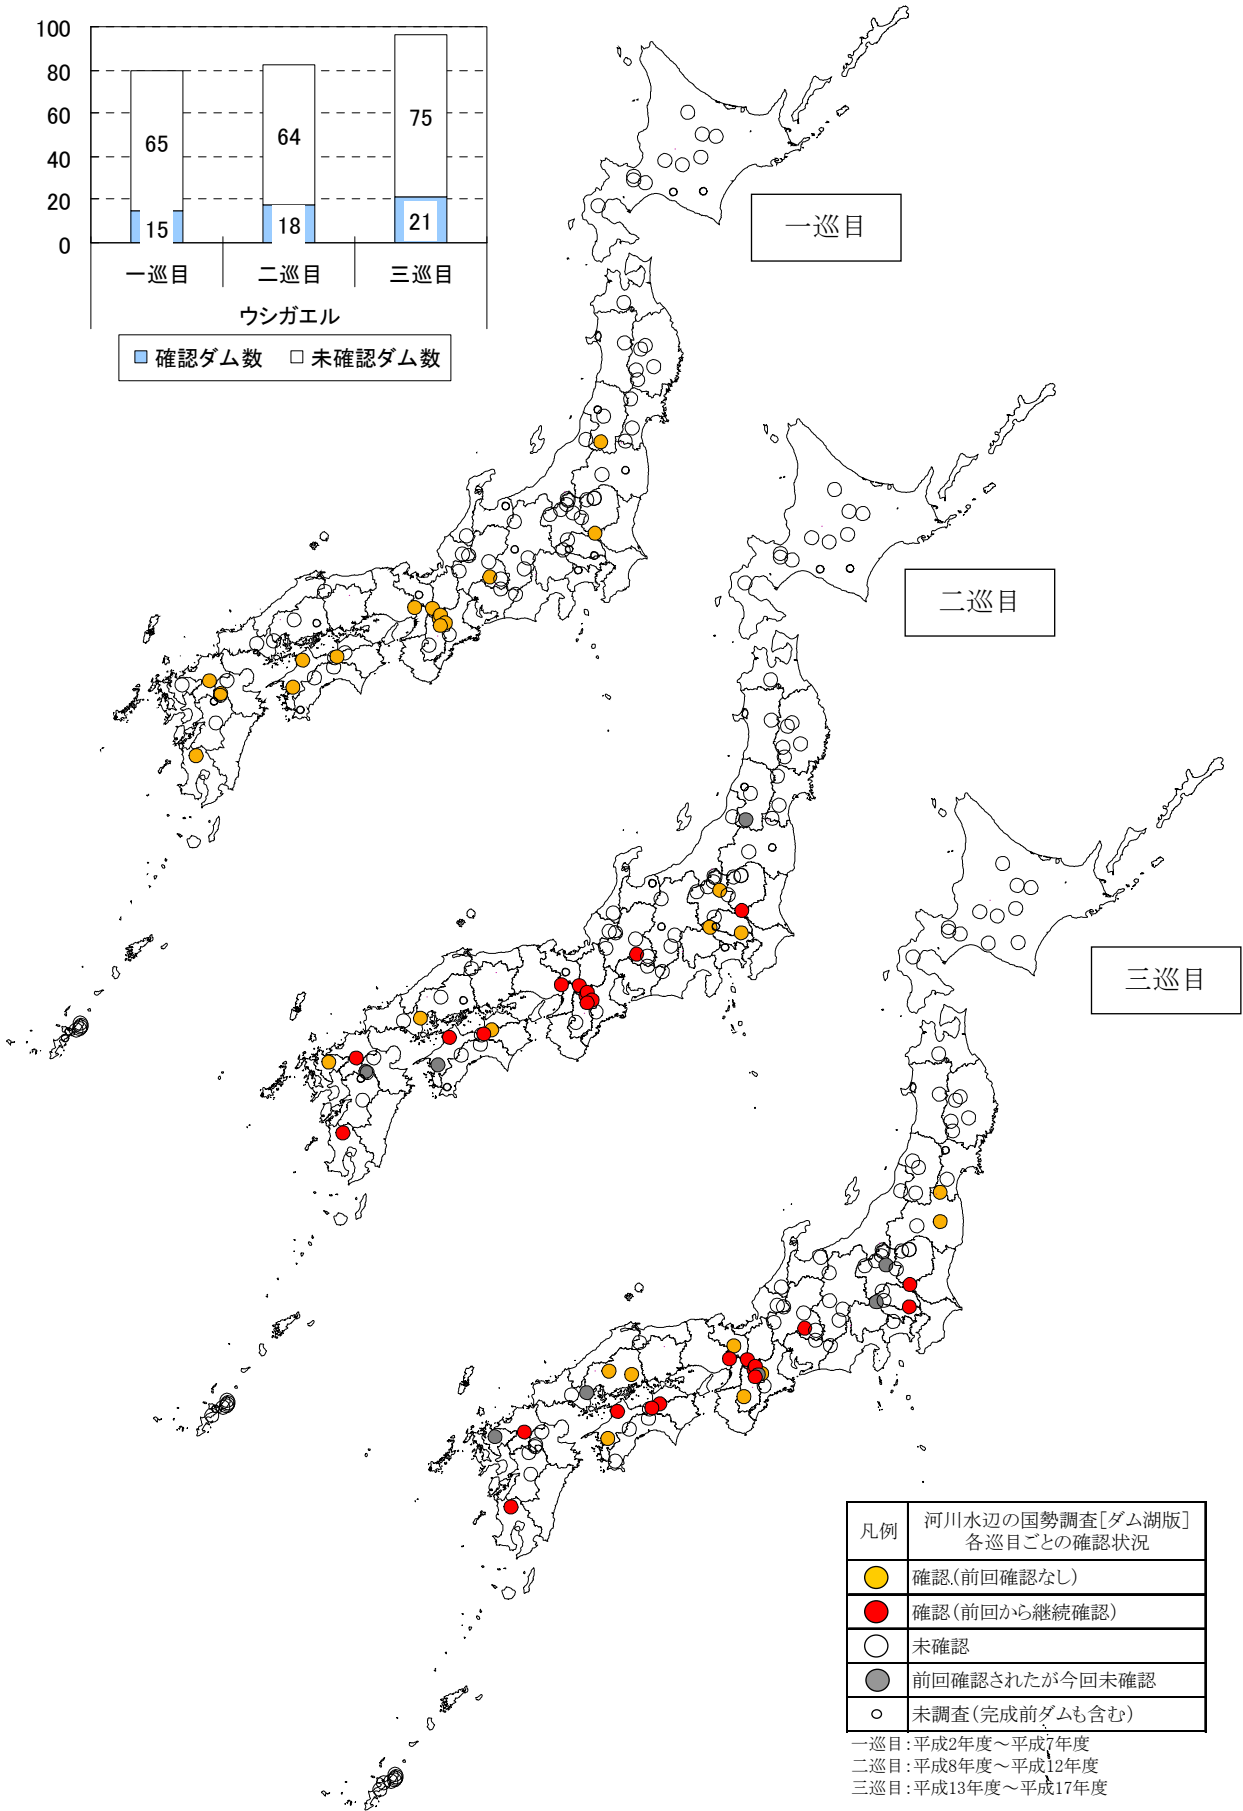 100
80
60
40
20
0
65
64
75
15
18
21
一巡目
二巡目
三巡目
ウシガエル
確認ダム数
未確認ダム数
一巡目
二巡目
三巡目
凡例
河川水辺の国勢調査[ダム湖版]
各巡目ごとの確認状況
確認(前回確認なし)
確認(前回から継続確認)
未確認
前回確認されたが今回未確認
未調査(完成前ダムも含む)
一巡目:平成2年度~平成7年度
二巡目:平成8年度~平成12年度
三巡目:平成13年度~平成17年度